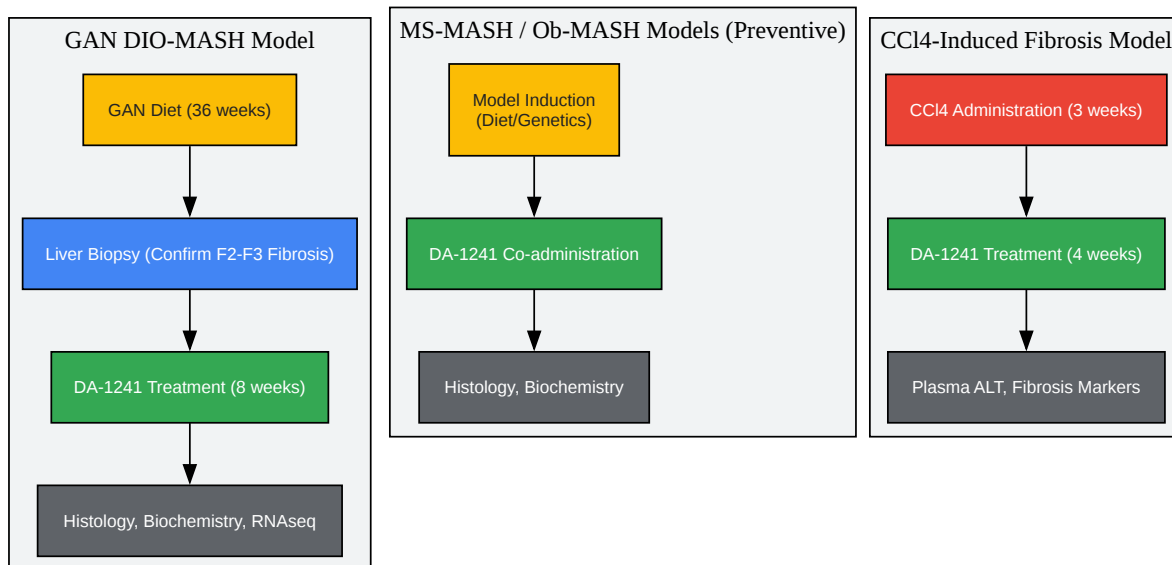 GAN DIO-MASH Model
GAN Diet (36 weeks)
Liver Biopsy (Confirm F2-F3 Fibrosis)
DA-1241 Treatment (8 weeks)
Histology, Biochemistry, RNAseq
MS-MASH / Ob-MASH Models (Preventive)
Model Induction
(Diet/Genetics)
DA-1241 Co-administration
Histology, Biochemistry
CCl4-Induced Fibrosis Model
CCl4 Administration (3 weeks)
DA-1241 Treatment (4 weeks)
Plasma ALT, Fibrosis Markers